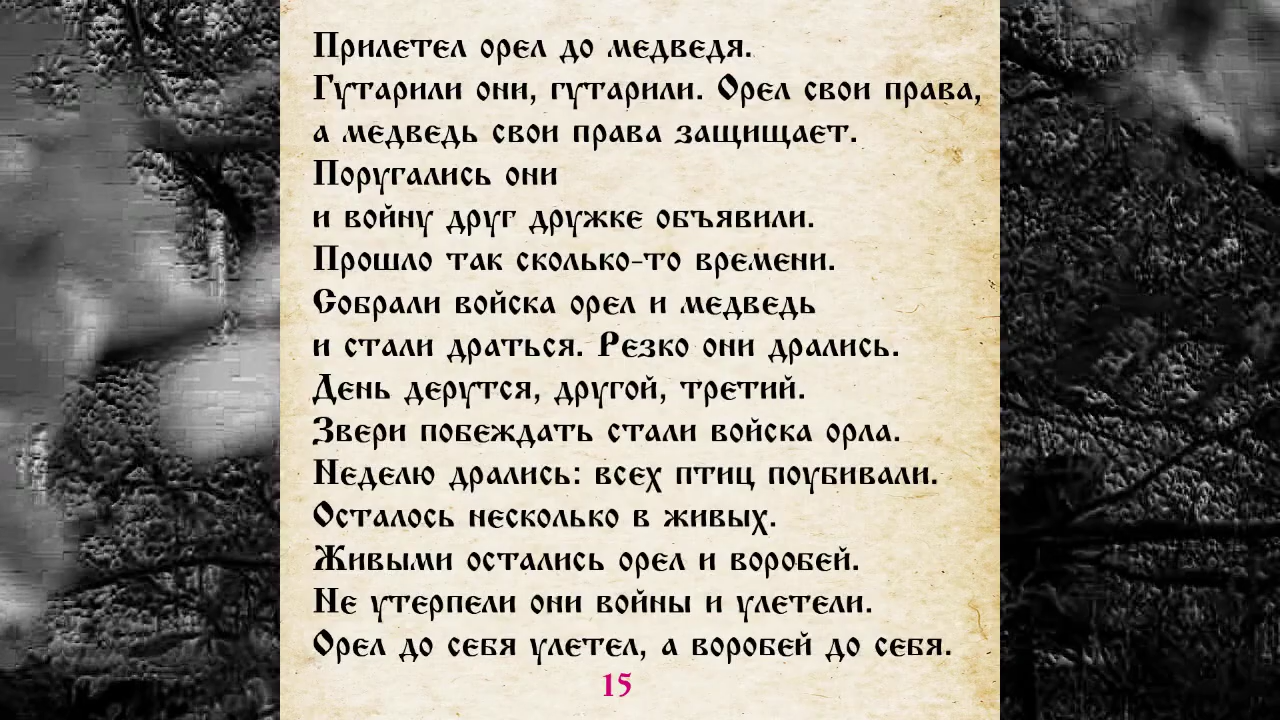 Прилетел орел до медведя.
Гутарили они, гутарили. Орел свои права,
а медведь свои права защищает.
Поругались они
и войну друг дружке объявили.
Прошло так сколько-то времени.
Собрали войска орел и медведь
и стали драться. Резко они дрались.
День дерутся, другой, третий.
Звери побеждать стали войска орла.
Неделю дрались: всех птиц поубивали.
Осталось несколько в живых.
Живыми остались орел и воробей.
Не утерпели они войны и улетели.
Орел до себя улетел, а воробей до себя.
15